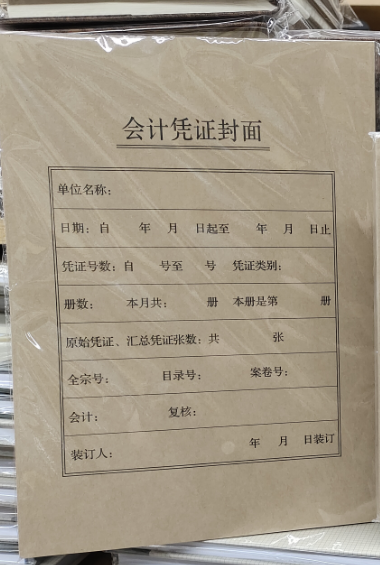 会计凭证封面
单位名称：
日期：自 年 月 日起至 年 月 日止
凭证号数：自 号至 号 凭证类别：
册数： 本月共： 册 本册是第 册
原始凭证、汇总凭证张数：共 张
全宗号： 目录号： 案卷号：
会计： 复核：
装订人： 年 月 日装订